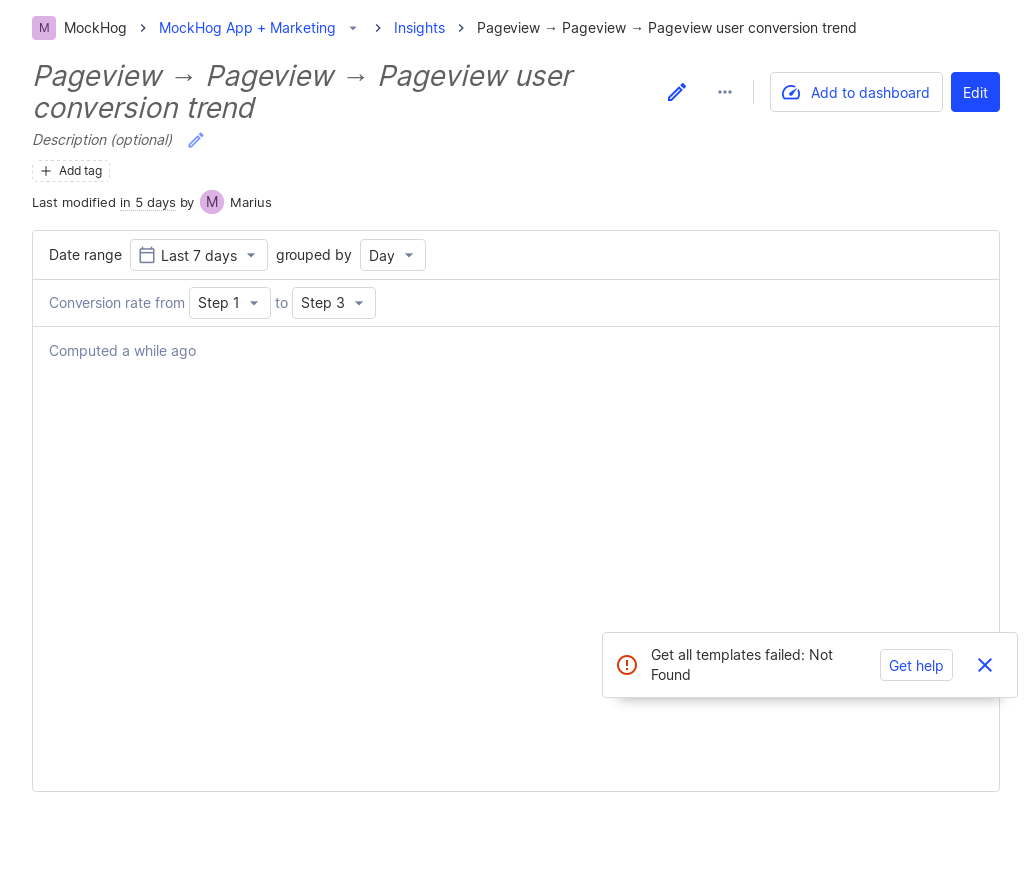 M MockHog > MockHog App + Marketing > Insights > Pageview → Pageview → Pageview user conversion trend
Pageview → Pageview → Pageview user
conversion trend
Add to dashboard
Edit
Description (optional)
+ Add tag
Last modified in 5 days by M Marius
Date range Last 7 days grouped by Day
Conversion rate from Step 1 to Step 3
Computed a while ago
Get all templates failed: Not
Found
Get help